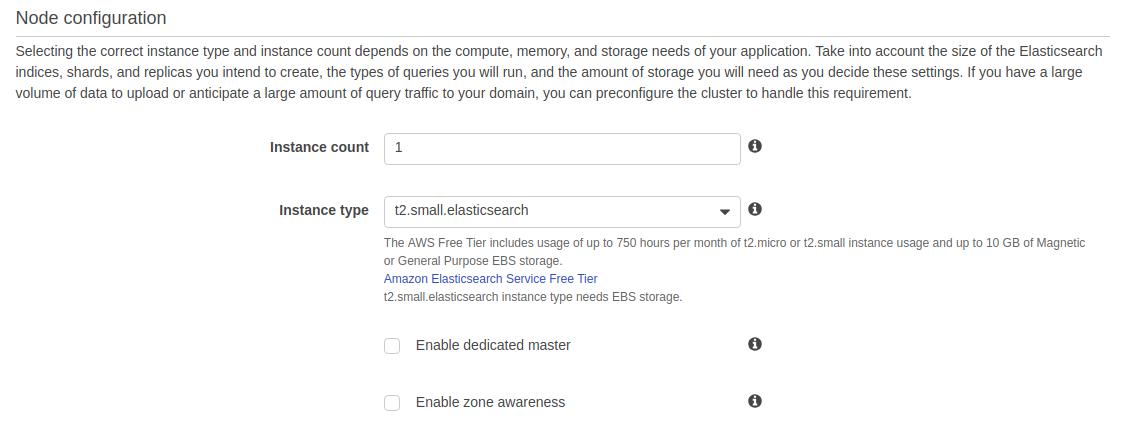 Node configuration
Selecting the correct instance type and instance count depends on the compute, memory, and storage needs of your application. Take into account the size of the Elasticsearch
indices, shards, and replicas you intend to create, the types of queries you will run, and the amount of storage you will need as you decide these settings. If you have a large
volume of data to upload or anticipate a large amount of query traffic to your domain, you can preconfigure the cluster to handle this requirement.
Instance count 1
Instance type t2.small.elasticsearch
The AWS Free Tier includes usage of up to 750 hours per month of t2.micro or t2.small instance usage and up to 10 GB of Magnetic
or General Purpose EBS storage.
Amazon Elasticsearch Service Free Tier
t2.small.elasticsearch instance type needs EBS storage.
Enable dedicated master
Enable zone awareness